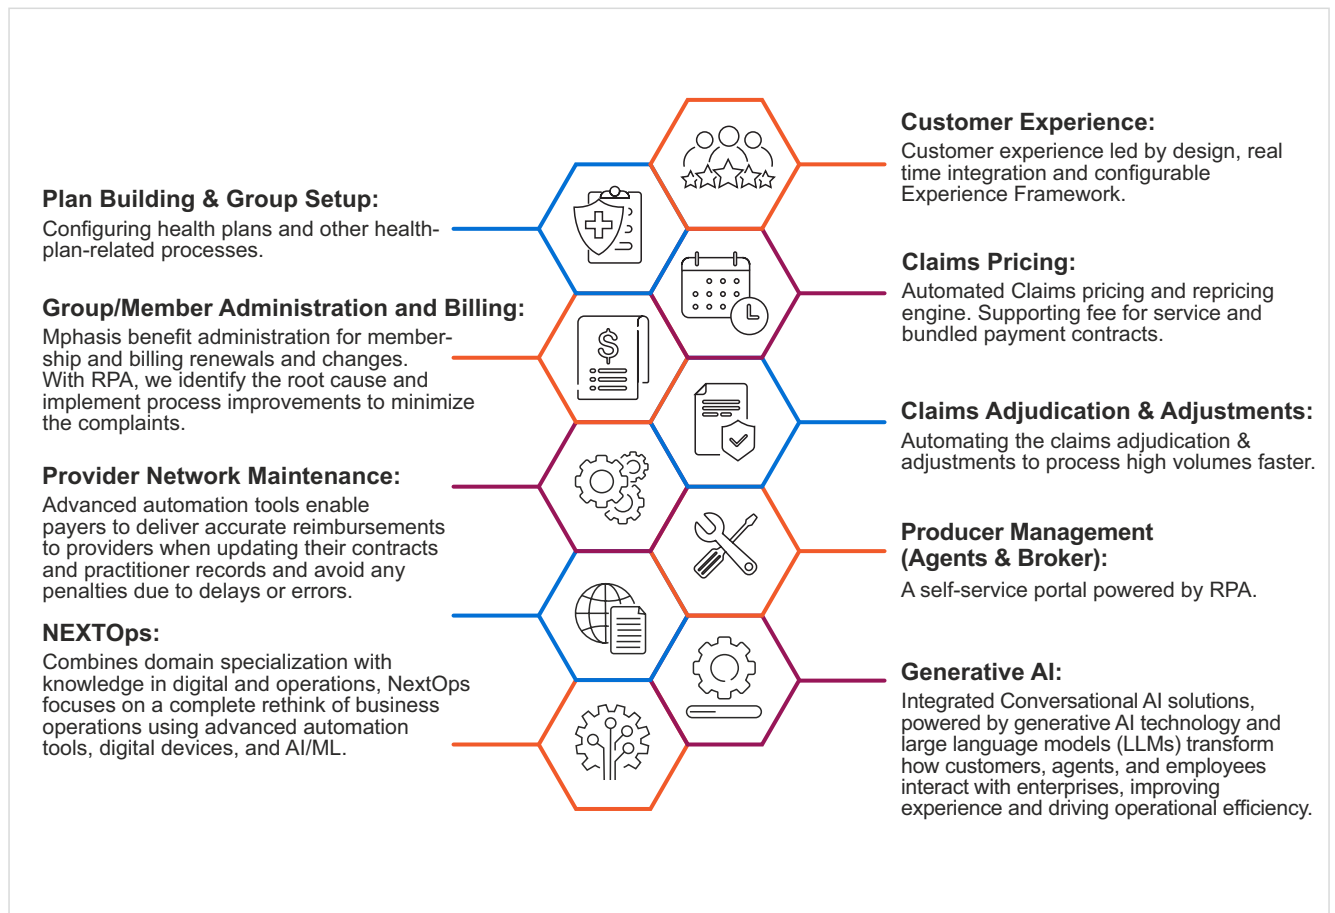 Plan Building & Group Setup:
Configuring health plans and other health-
plan-related processes.
Group/Member Administration and Billing:
Mphasis benefit administration for member-
ship and billing renewals and changes.
With RPA, we identify the root cause and
implement process improvements to minimize
the complaints.
Provider Network Maintenance:
Advanced automation tools enable
payers to deliver accurate reimbursements
to providers when updating their contracts
and practitioner records and avoid any
penalties due to delays or errors.
NEXTOps:
Combines domain specialization with
knowledge in digital and operations, NextOps
focuses on a complete rethink of business
operations using advanced automation
tools, digital devices, and AI/ML.
$
Customer Experience:
Customer experience led by design, real
time integration and configurable
Experience Framework.
Claims Pricing:
Automated Claims pricing and repricing
engine. Supporting fee for service and
bundled payment contracts.
Claims Adjudication & Adjustments:
Automating the claims adjudication &
adjustments to process high volumes faster.
Producer Management
(Agents & Broker):
A self-service portal powered by RPA.
Generative AI:
Integrated Conversational AI solutions,
powered by generative AI technology and
large language models (LLMs) transform
how customers, agents, and employees
interact with enterprises, improving
experience and driving operational efficiency.